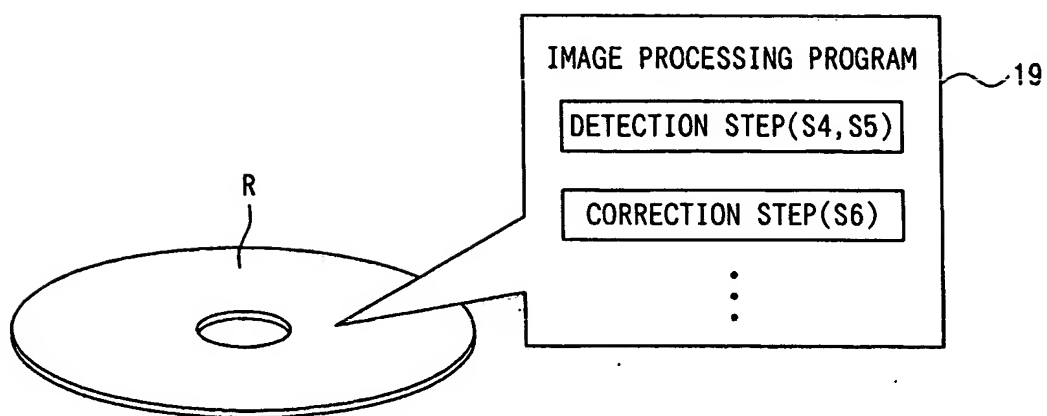 IMAGE PROCESSING PROGRAM
19
DETECTION STEP(S4,S5)
R
CORRECTION STEP(S6)